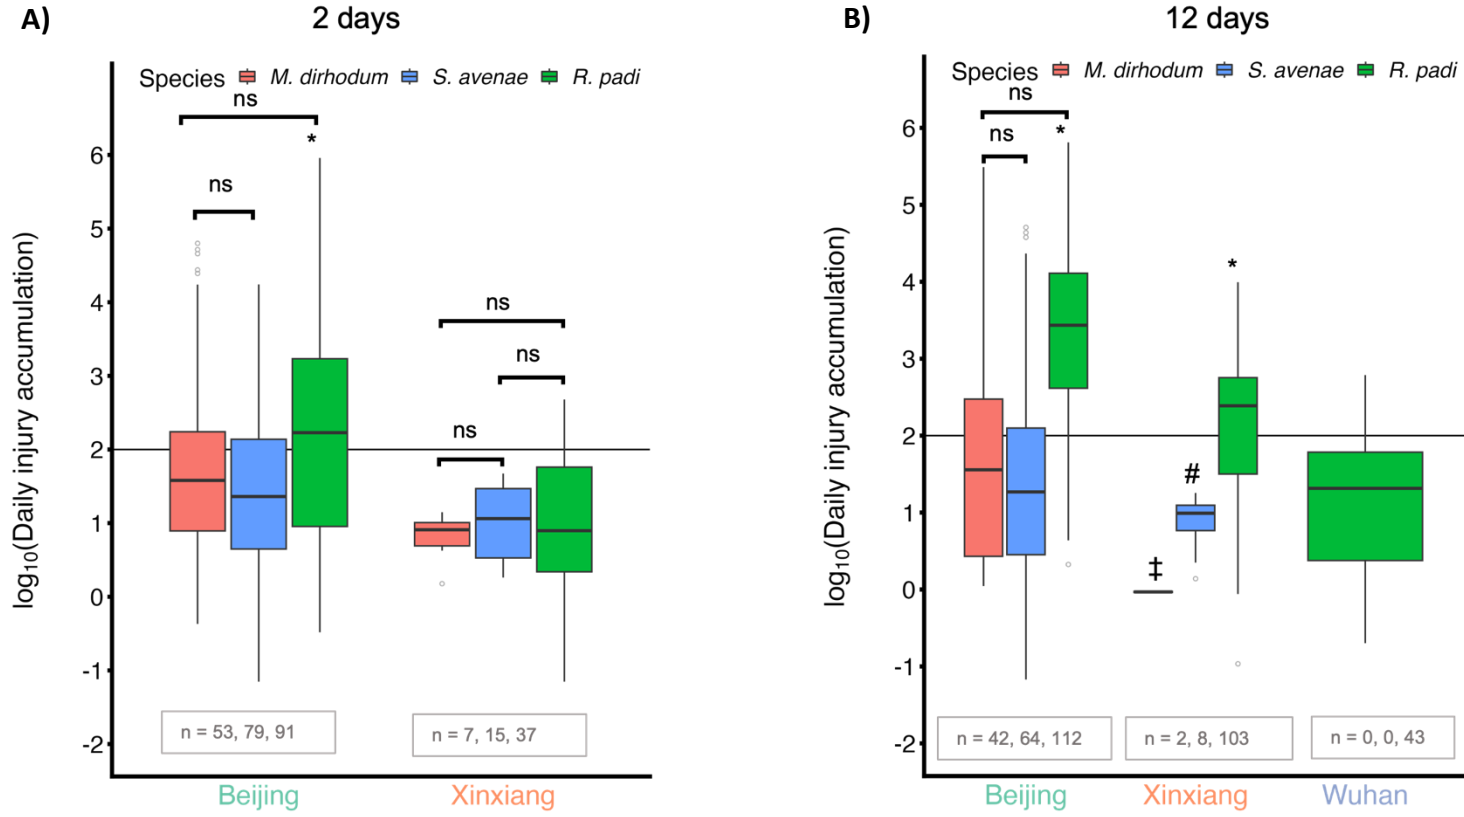 A)
2 days
Species M. dirhodum S. avenae R. padi
ns
*
ns
ns
ns
ns
log10(Daily injury accumulation)
6
5
4
3
2
1
0
-1
-2
n = 53, 79, 91
n = 7, 15, 37
Beijing
Xinxiang
B)
12 days
Species M. dirhodum S. avenae R. padi
ns
*
ns
*
#
‡
log10(Daily injury accumulation)
6
5
4
3
2
1
0
-1
-2
n = 42, 64, 112
n = 2, 8, 103
n = 0, 0, 43
Beijing
Xinxiang
Wuhan